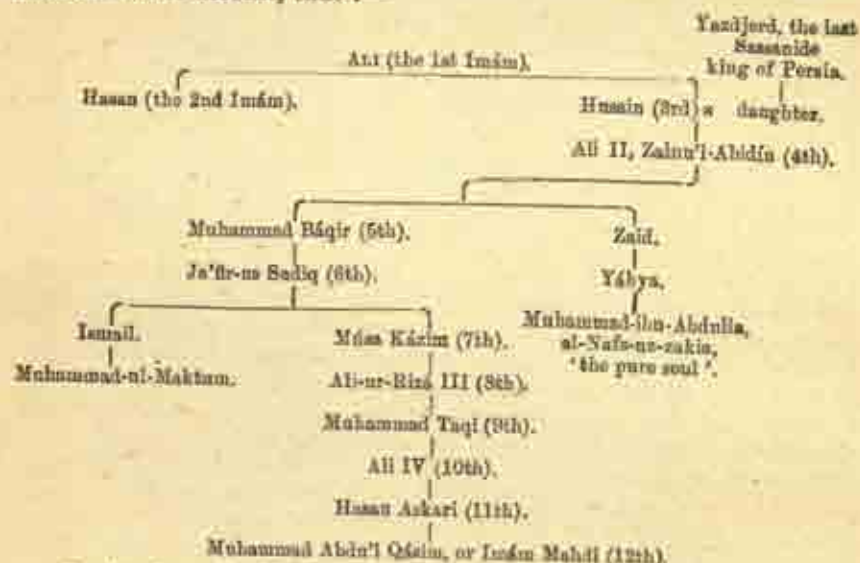 Yazdjerd, the last
Sassanide
king of Persia.
ALI (the 1st Imám).
Hasan (the 2nd Imám).
Husain (3rd) = daughter.
Ali II, Zainu'l-Abidín (4th).
Muhammad Báqir (5th).
Zaid.
Ja'fir-us Sadiq (6th).
Yáhya.
Ismail.
Músa Kázim (7th).
Muhammad-ibn-Abdulla,
al-Nafs-uz-zakia,
'the pure soul'.
Muhammad-ul-Maktum.
Ali-ur-Rizá III (8th).
Muhammad Taqi (9th).
Ali IV (10th).
Hasan Askari (11th).
Muhammad Abdu'l Qásim, or Imám Mahdi (12th).